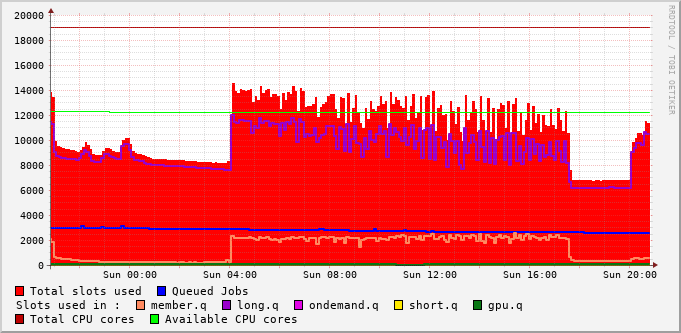 20000
18000
16000
14000
12000
10000
8000
6000
4000
2000
0
Sun 00:00 Sun 04:00 Sun 08:00 Sun 12:00 Sun 16:00 Sun 20:00
RRDTOOL / TOBI OETIKER
Total slots used Queued Jobs
Slots used in : member.q long.q ondemand.q short.q gpu.q
Total CPU cores Available CPU cores